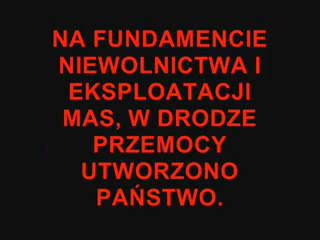 NA FUNDAMENCIE
NIEWOLNICTWA I
EKSPLOATACJI
MAS, W DRODZE
PRZEMOCY
UTWORZONO
PAŃSTWO.